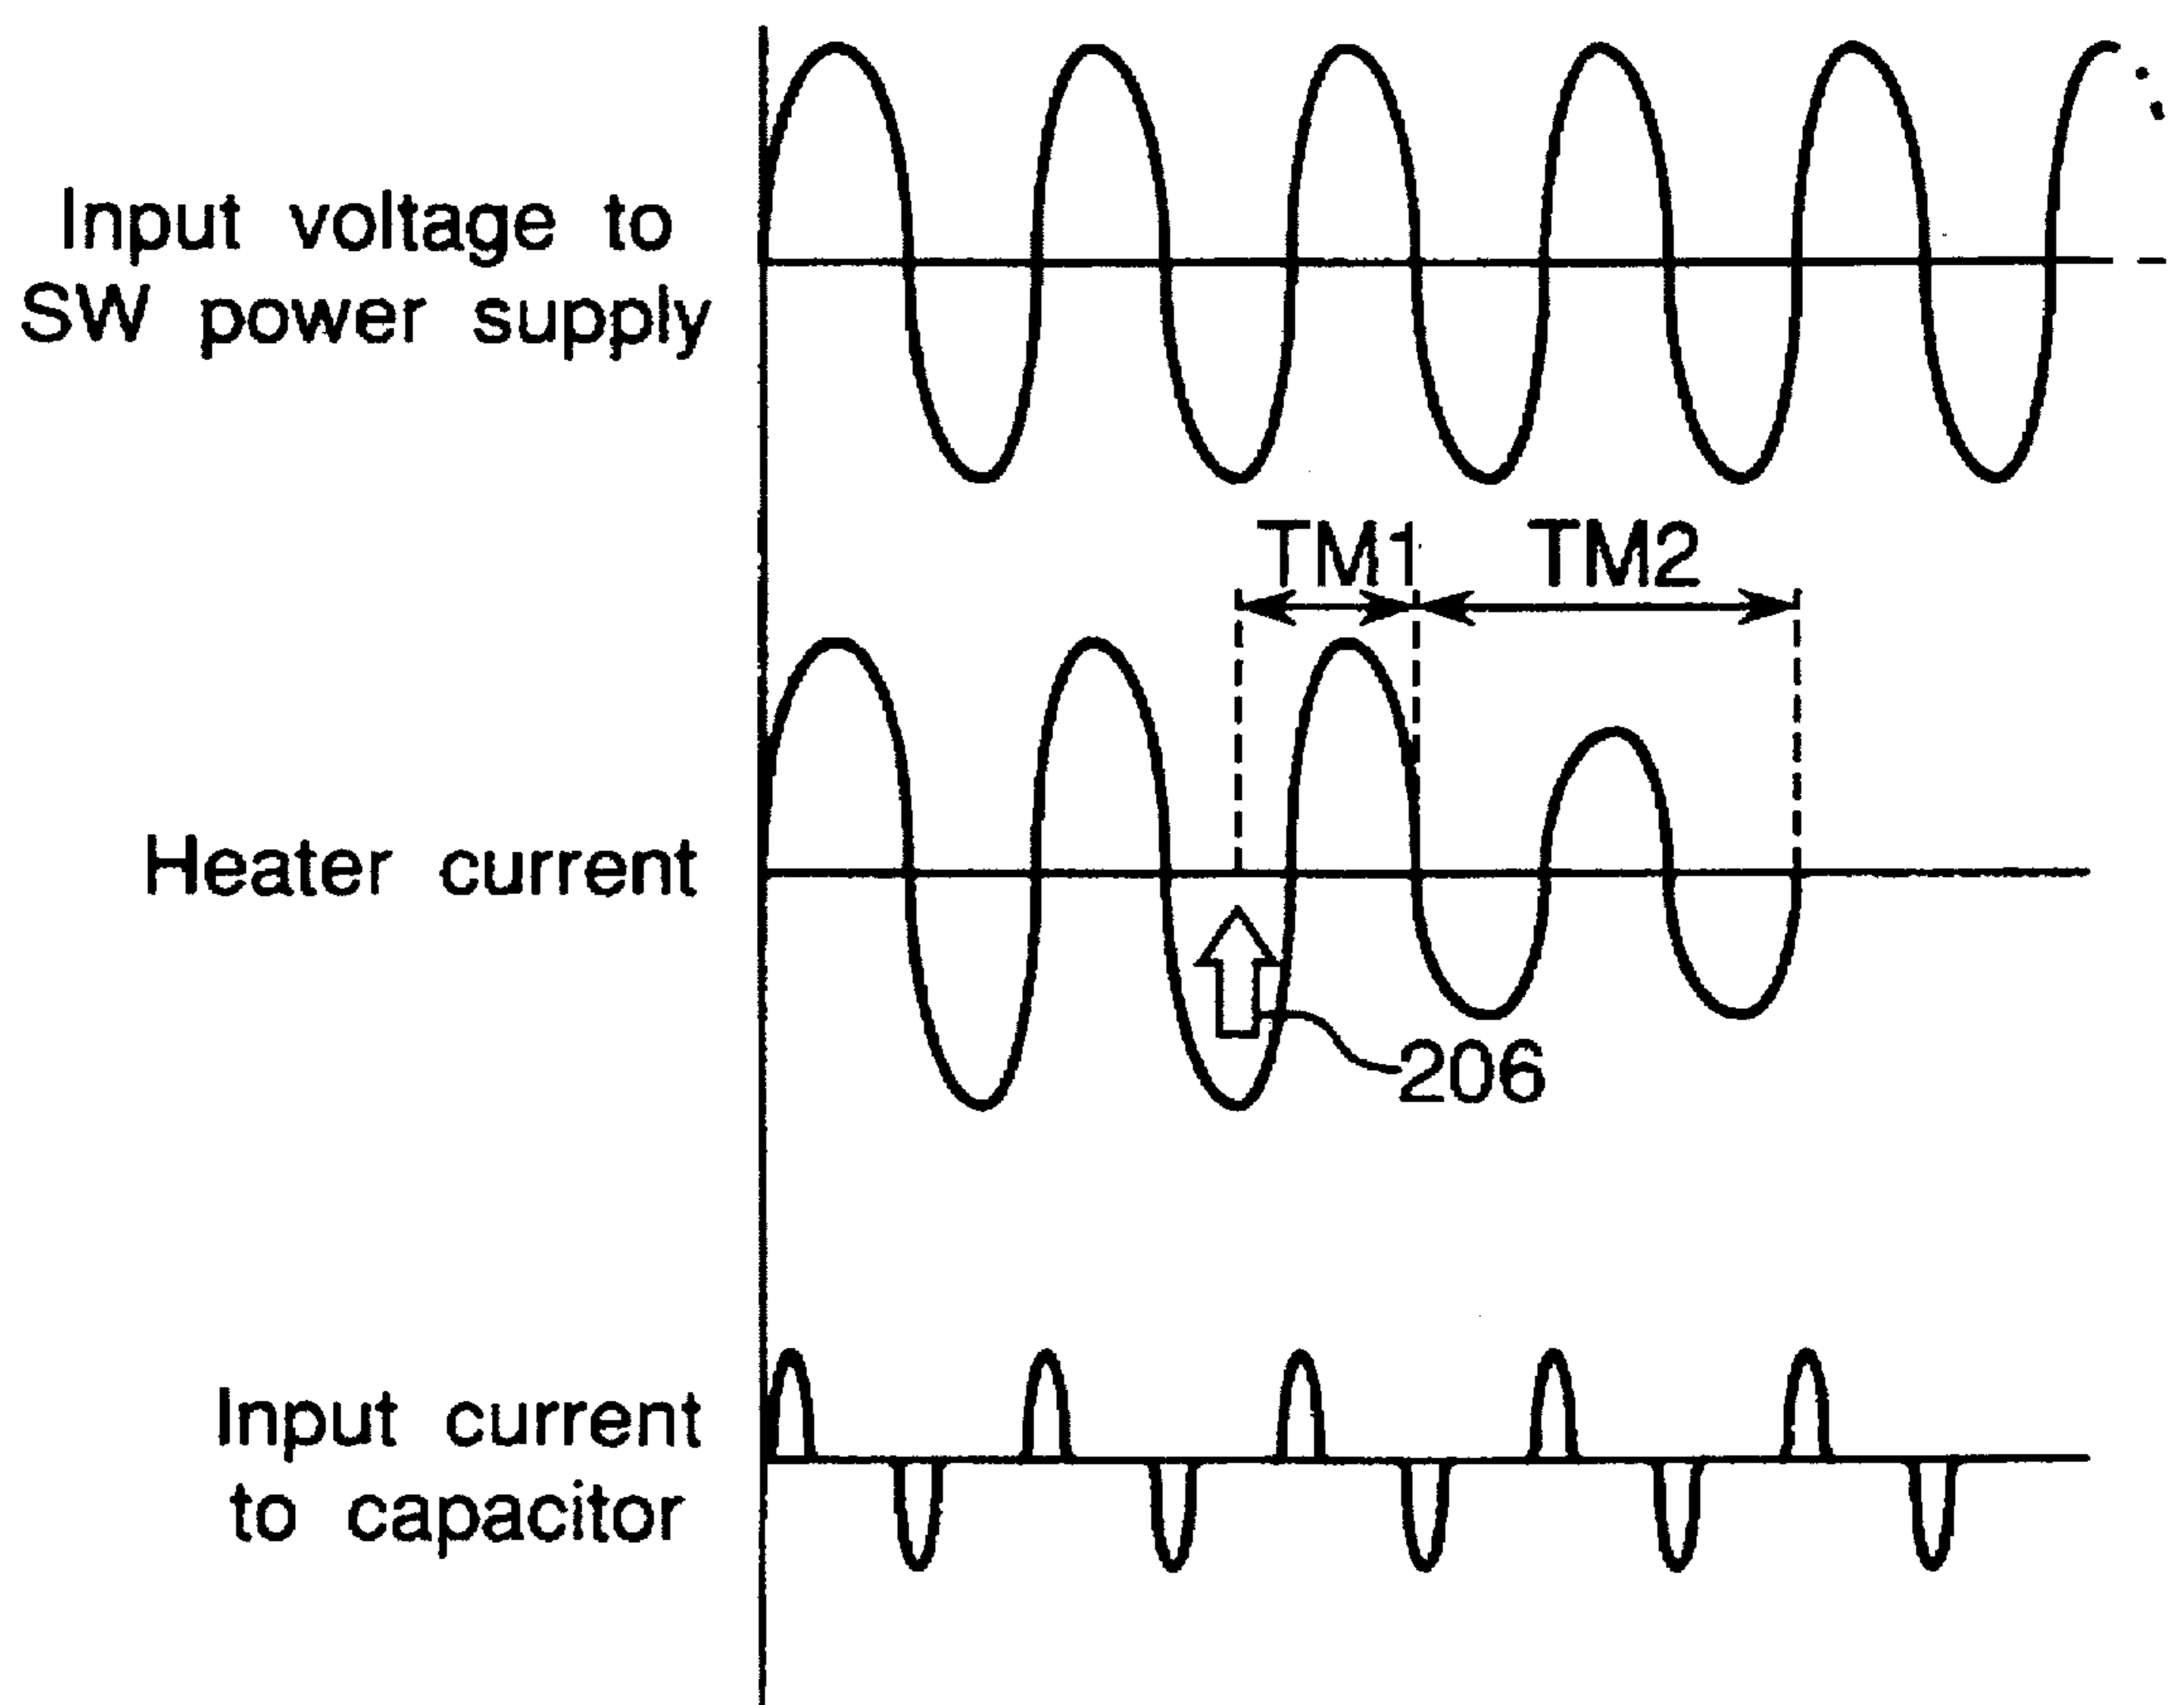 Input voltage to
SW power supply
TM1 TM2
Heater current
206
Input current
to capacitor